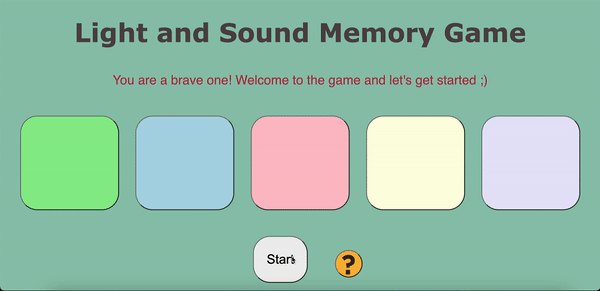 Light and Sound Memory Game
You are a brave one! Welcome to the game and let's get started ;)
Start
?